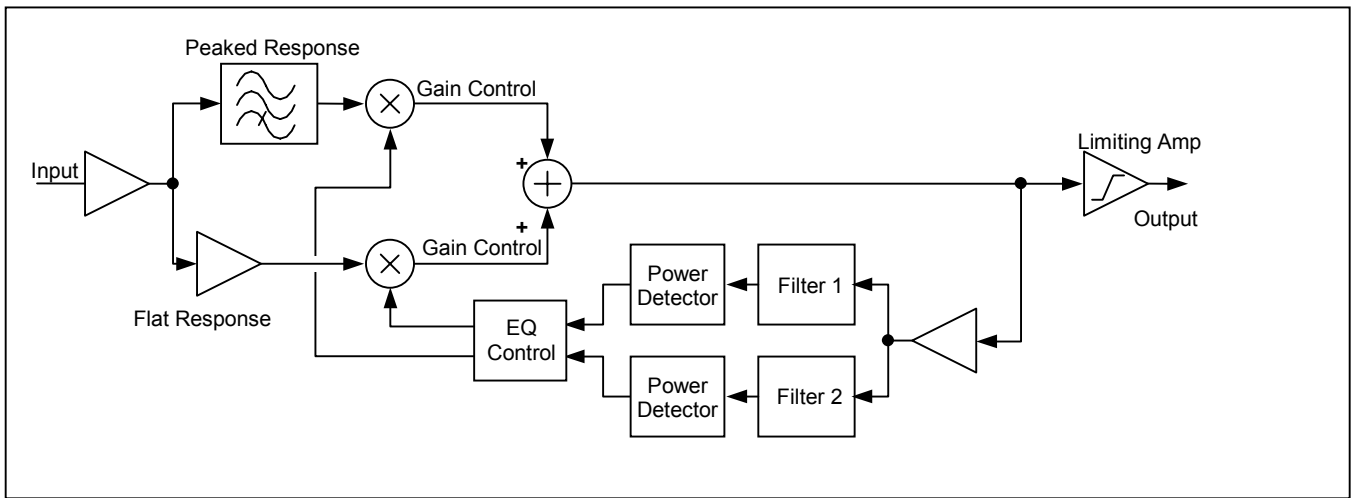 Peaked Response
Gain Control
Limiting Amp
Input
+
+
Output
Gain Control
Power
Detector
Filter 1
Flat Response
EQ
Control
Power
Detector
Filter 2